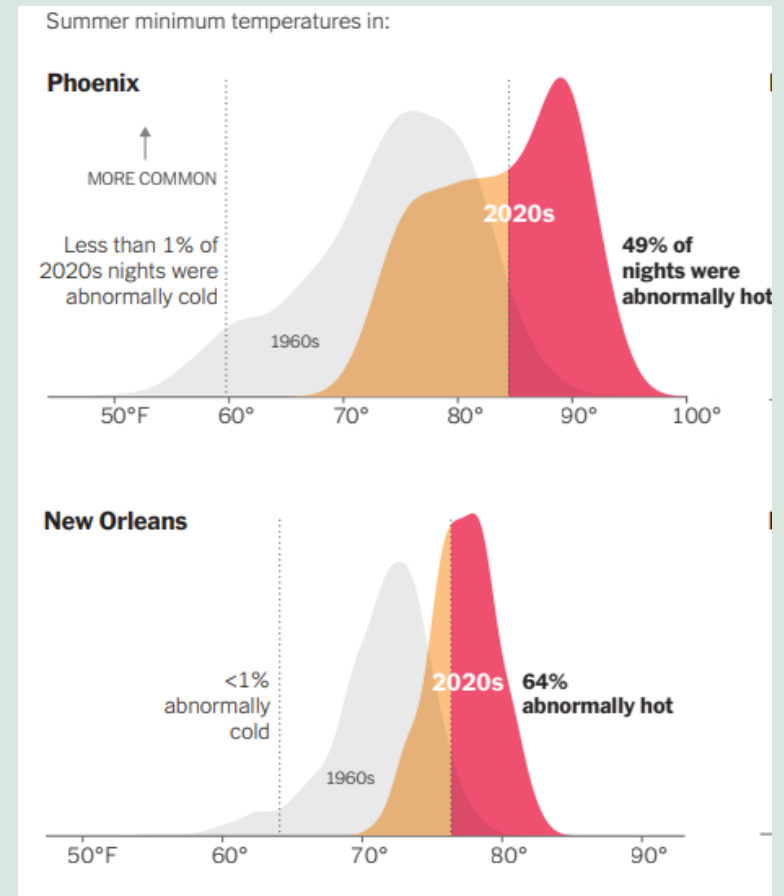 Summer minimum temperatures in:
Phoenix
MORE COMMON
Less than 1% of
2020s nights were
abnormally cold
1960s
2020s
49% of
nights were
abnormally hot
50°F 60° 70° 80° 90° 100°
New Orleans
<1%
abnormally
cold
1960s
2020s
64%
abnormally hot
50°F 60° 70° 80° 90°